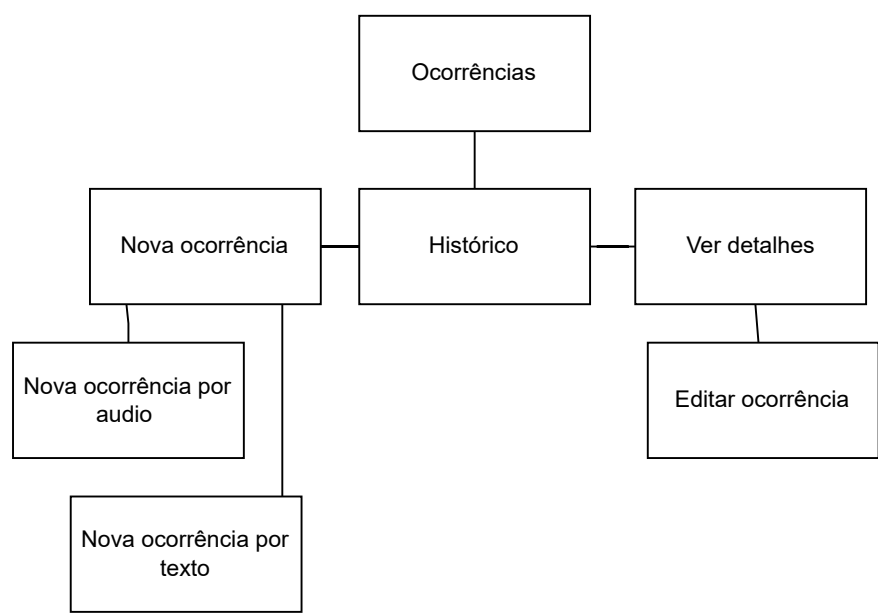 Ocorrências
Nova ocorrência
Histórico
Ver detalhes
Nova ocorrência por
audio
Editar ocorrência
Nova ocorrência por
texto